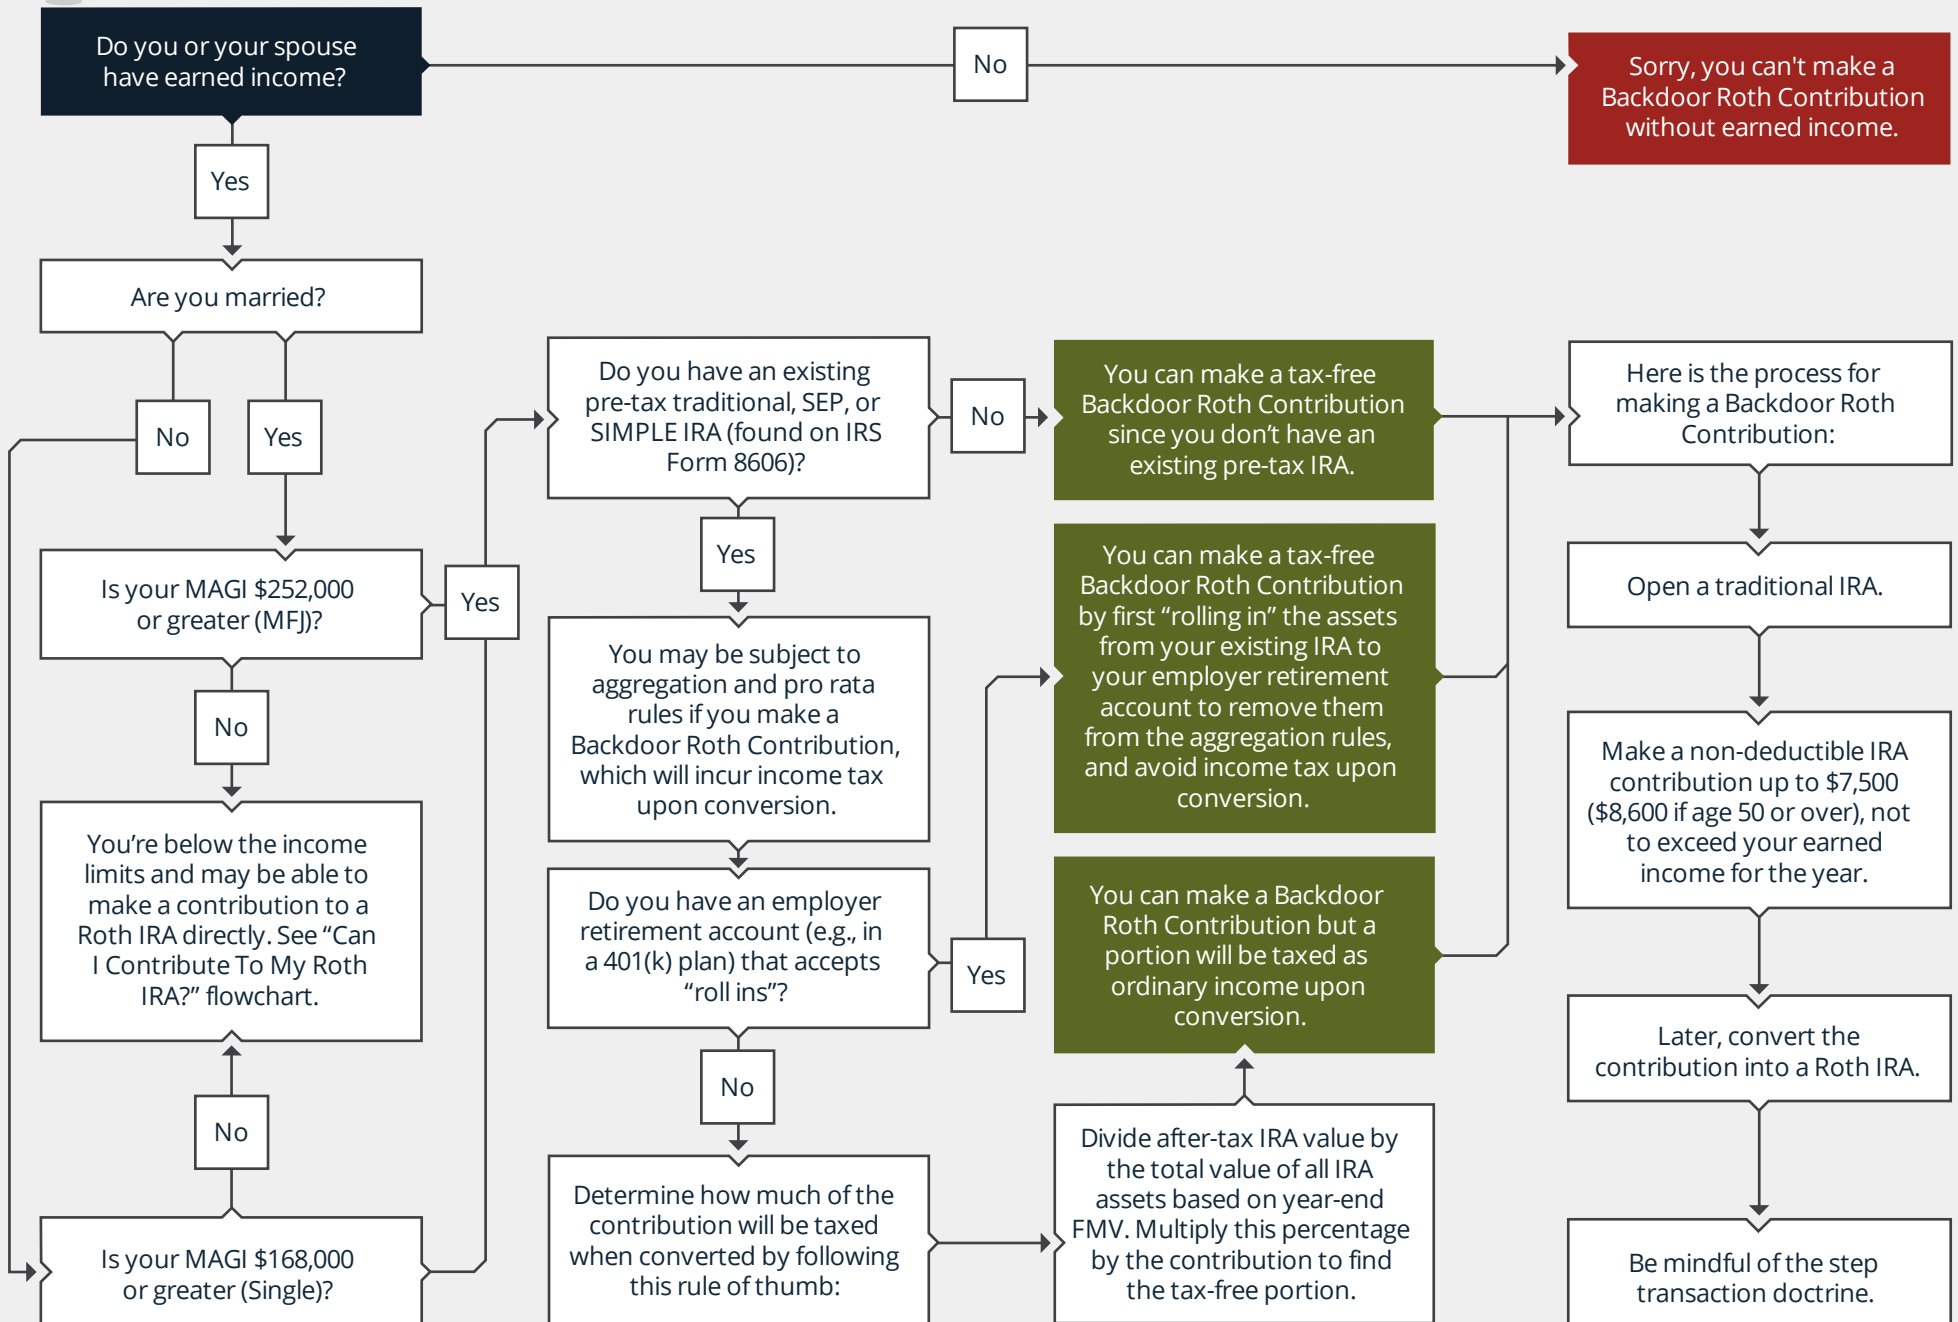 Do you or your spouse
have earned income?
No
Sorry, you can't make a
Backdoor Roth Contribution
without earned income.
Yes
Are you married?
No
Yes
Is your MAGI $252,000
or greater (MFJ)?
Yes
No
You’re below the income
limits and may be able to
make a contribution to a
Roth IRA directly. See “Can
I Contribute To My Roth
IRA?” flowchart.
No
Is your MAGI $168,000
or greater (Single)?
Do you have an existing
pre-tax traditional, SEP, or
SIMPLE IRA (found on IRS
Form 8606)?
No
Yes
You may be subject to
aggregation and pro rata
rules if you make a
Backdoor Roth Contribution,
which will incur income tax
upon conversion.
Do you have an employer
retirement account (e.g., in
a 401(k) plan) that accepts
“roll ins”?
Yes
No
Determine how much of the
contribution will be taxed
when converted by following
this rule of thumb:
You can make a tax-free
Backdoor Roth Contribution
since you don’t have an
existing pre-tax IRA.
You can make a tax-free
Backdoor Roth Contribution
by first “rolling in” the assets
from your existing IRA to
your employer retirement
account to remove them
from the aggregation rules,
and avoid income tax upon
conversion.
You can make a Backdoor
Roth Contribution but a
portion will be taxed as
ordinary income upon
conversion.
Divide after-tax IRA value by
the total value of all IRA
assets based on year-end
FMV. Multiply this percentage
by the contribution to find
the tax-free portion.
Here is the process for
making a Backdoor Roth
Contribution:
Open a traditional IRA.
Make a non-deductible IRA
contribution up to $7,500
($8,600 if age 50 or over), not
to exceed your earned
income for the year.
Later, convert the
contribution into a Roth IRA.
Be mindful of the step
transaction doctrine.